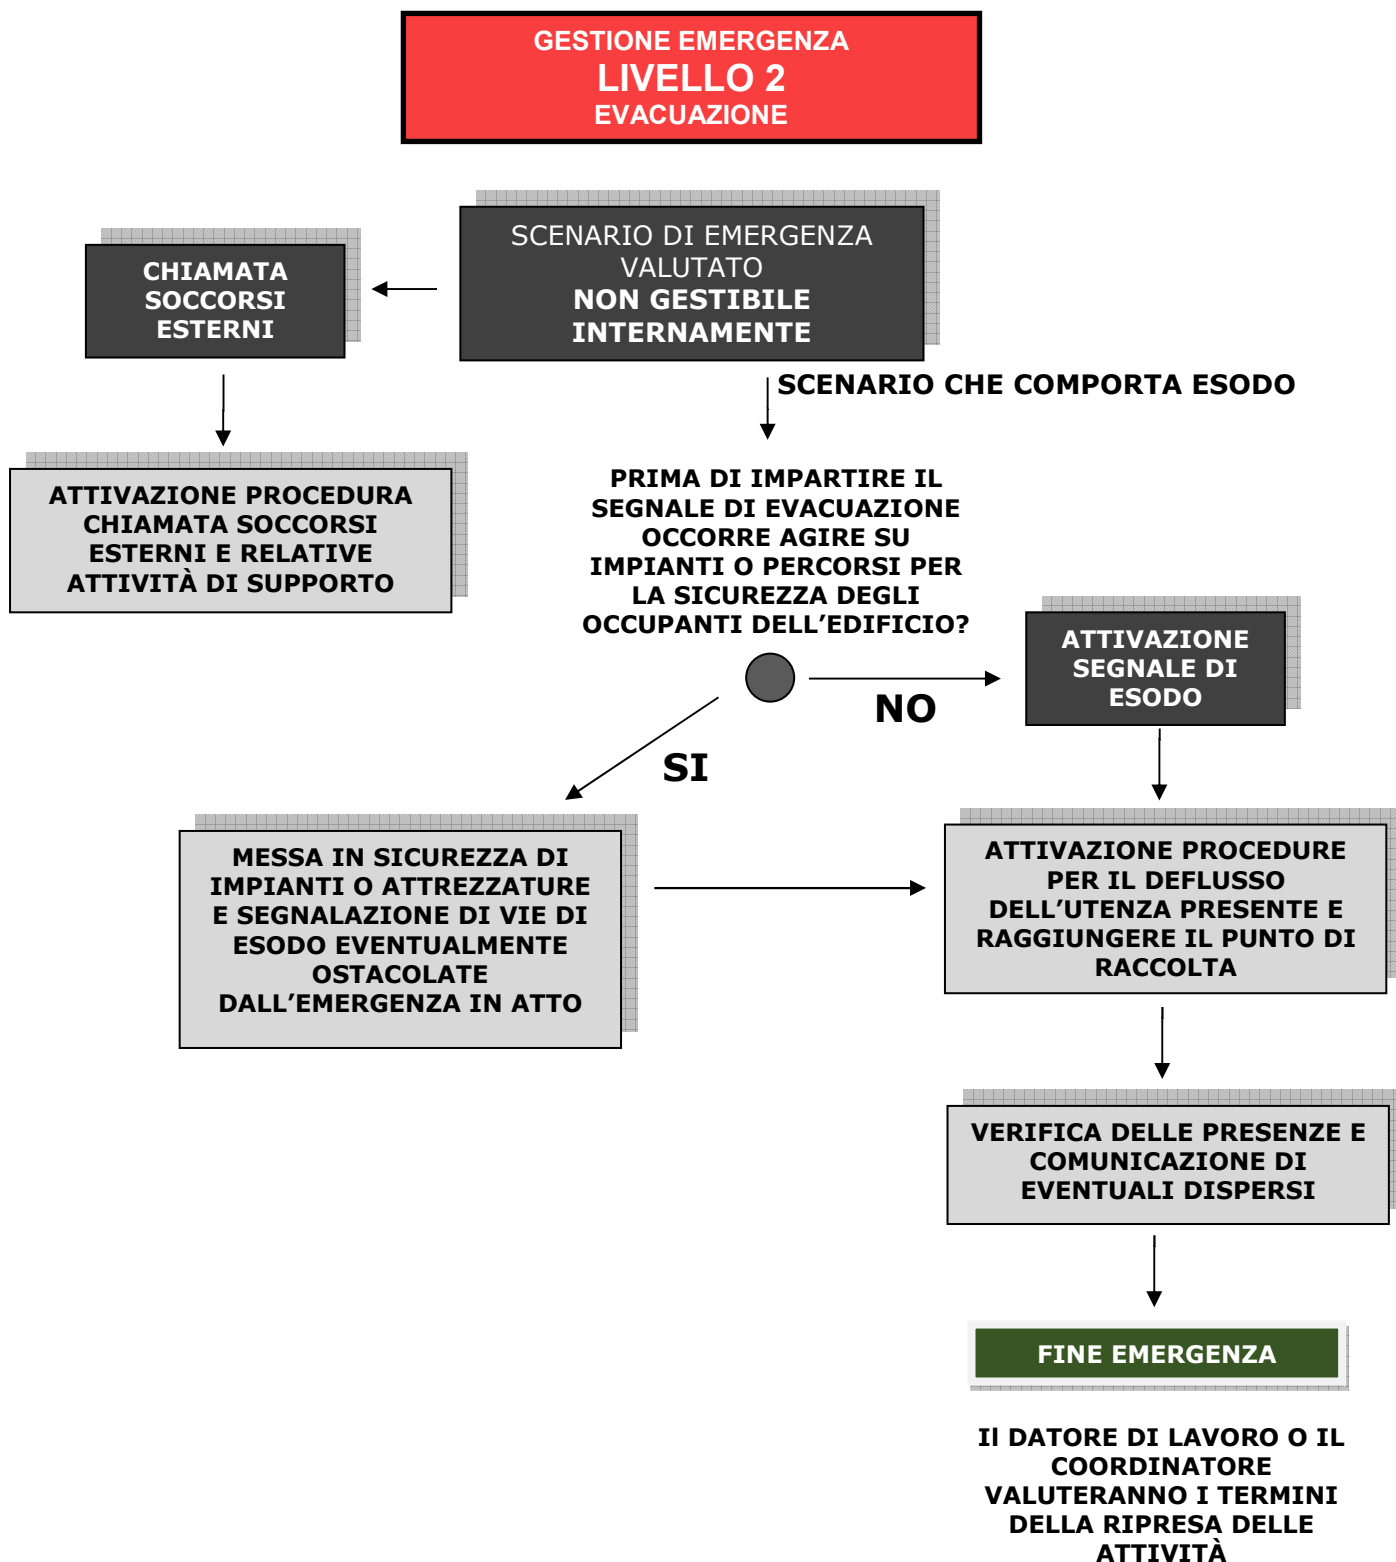 GESTIONE EMERGENZA
LIVELLO 2
EVACUAZIONE
SCENARIO DI EMERGENZA
VALUTATO
NON GESTIBILE
INTERNAMENTE
CHIAMATA
SOCCORSI
ESTERNI
SCENARIO CHE COMPORTA ESODO
ATTIVAZIONE PROCEDURA
CHIAMATA SOCCORSI
ESTERNI E RELATIVE
ATTIVITÀ DI SUPPORTO
PRIMA DI IMPARTIRE IL
SEGNALE DI EVACUAZIONE
OCCORRE AGIRE SU
IMPIANTI O PERCORSI PER
LA SICUREZZA DEGLI
OCCUPANTI DELL’EDIFICIO?
NO
ATTIVAZIONE
SEGNALE DI
ESODO
SI
MESSA IN SICUREZZA DI
IMPIANTI O ATTREZZATURE
E SEGNALAZIONE DI VIE DI
ESODO EVENTUALMENTE
OSTACOLATE
DALL’EMERGENZA IN ATTO
ATTIVAZIONE PROCEDURE
PER IL DEFLUSSO
DELL’UTENZA PRESENTE E
RAGGIUNGERE IL PUNTO DI
RACCOLTA
VERIFICA DELLE PRESENZE E
COMUNICAZIONE DI
EVENTUALI DISPERSI
FINE EMERGENZA
Il DATORE DI LAVORO O IL
COORDINATORE
VALUTERANNO I TERMINI
DELLA RIPRESA DELLE
ATTIVITÀ